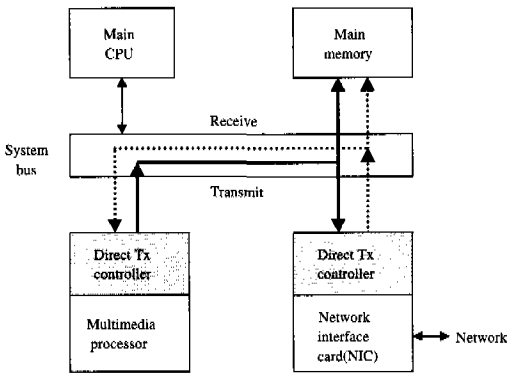 Main
CPU
Main
memory
Receive
System
bus
Transmit
Direct Tx
controller
Direct Tx
controller
Multimedia
processor
Network
interface
card(NIC)
Network